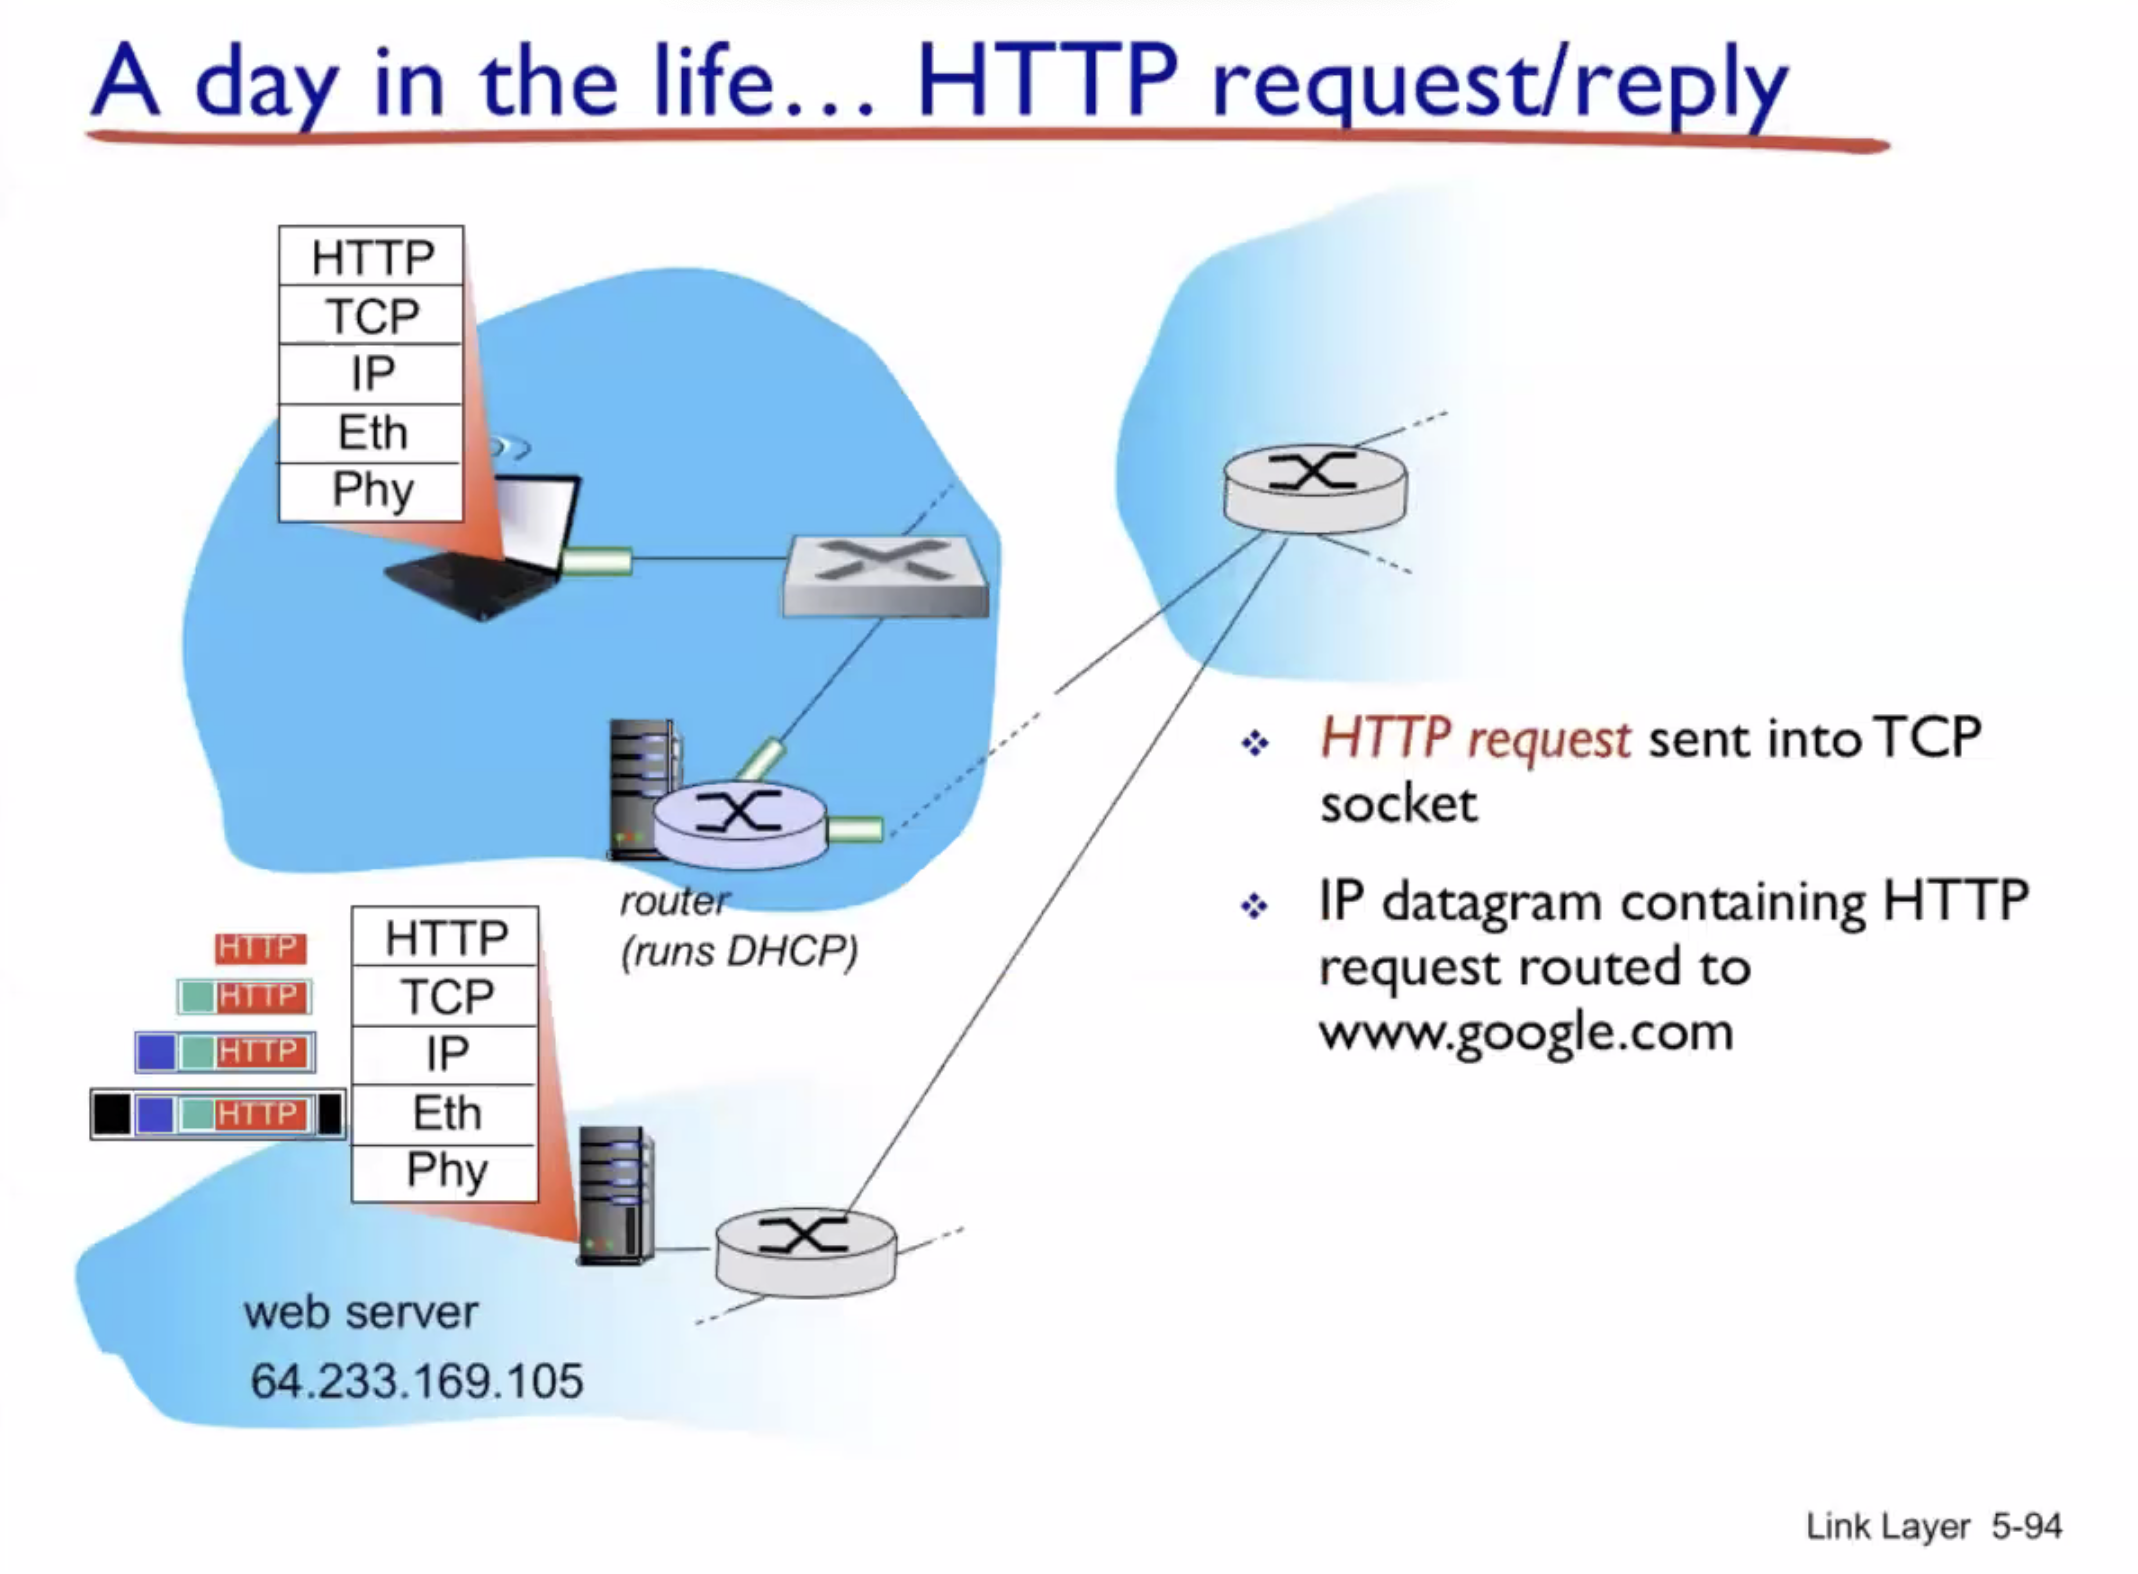 A day in the life… HTTP request/reply
HTTP
TCP
IP
Eth
Phy
router
(runs DHCP)
HTTP
HTTP
HTTP
HTTP
HTTP
TCP
IP
Eth
Phy
web server
64.233.169.105
❖ HTTP request sent into TCP
socket
❖ IP datagram containing HTTP
request routed to
www.google.com
Link Layer 5-94